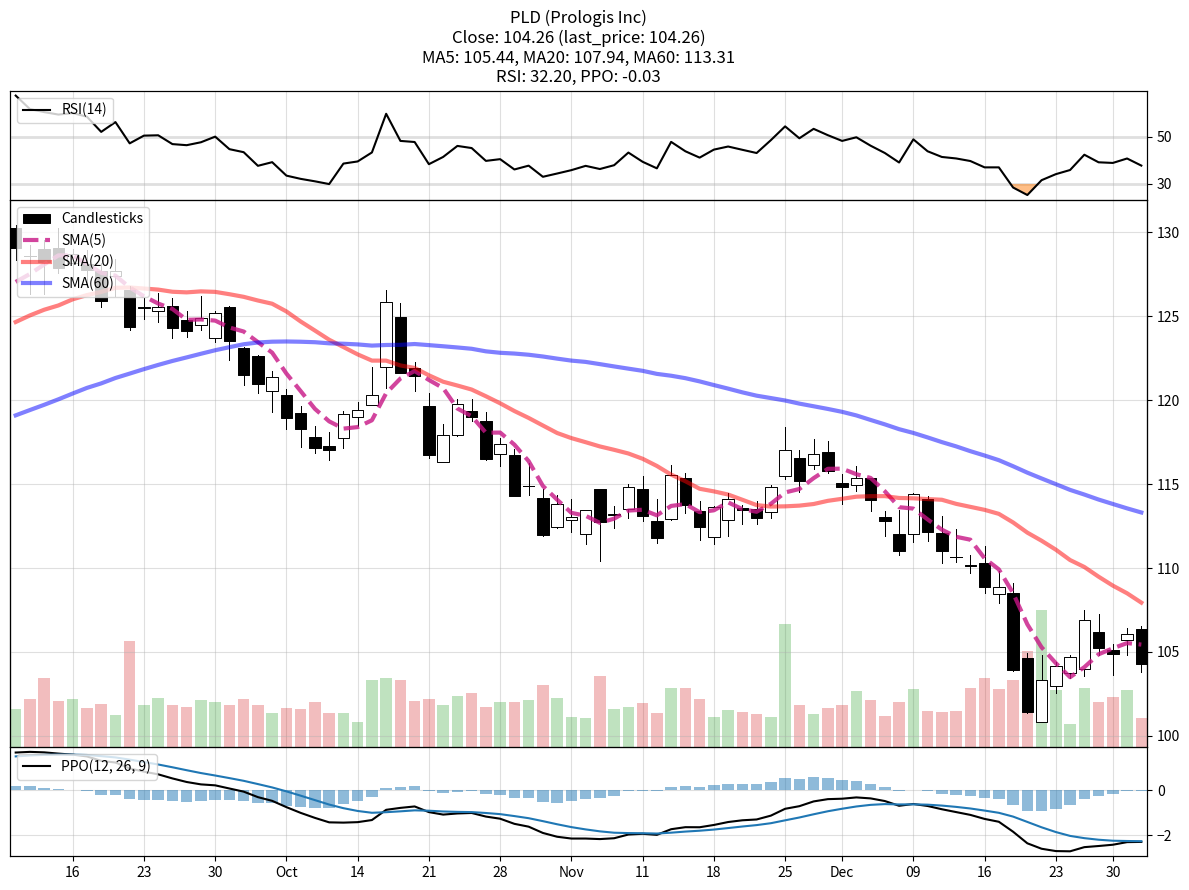 PLD (Prologis Inc)
Close: 104.26 (last_price: 104.26)
MA5: 105.44, MA20: 107.94, MA60: 113.31
RSI: 32.20, PPO: -0.03
RSI(14)
50
30
Candlesticks
SMA(5)
SMA(20)
SMA(60)
130
125
120
115
110
105
100
PPO(12, 26, 9)
0
−2
16 23 30 Oct 14 21 28 Nov 11 18 25 Dec 09 16 23 30